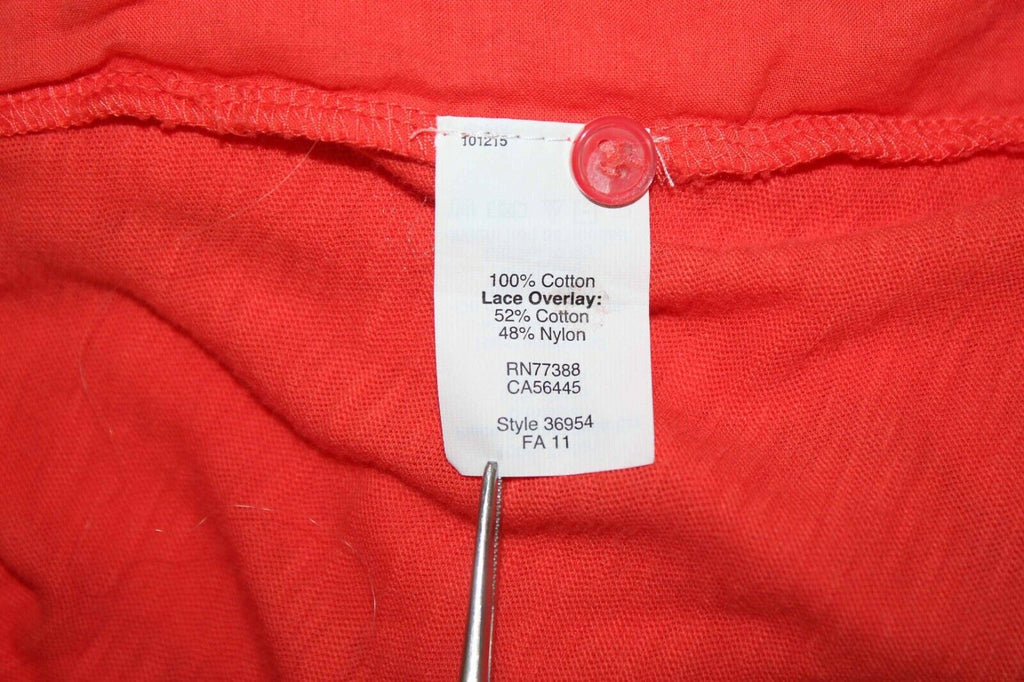 101215
100% Cotton
Lace Overlay:
52% Cotton
48% Nylon
RN77388
CA56445
Style 36954
FA 11